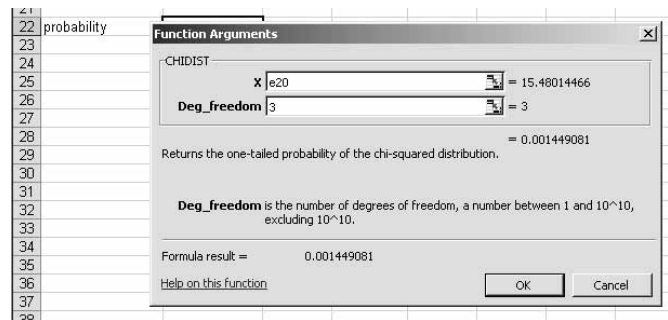 21
22 probability
23
24
25
26
27
28
29
30
31
32
33
34
35
36
37
38
Function Arguments
CHIDIST
X e20 = 15.48014466
Deg_freedom 3 = 3
= 0.001449081
Returns the one-tailed probability of the chi-squared distribution.
Deg_freedom is the number of degrees of freedom, a number between 1 and 10^10,
excluding 10^10.
Formula result = 0.001449081
Help on this function OK Cancel